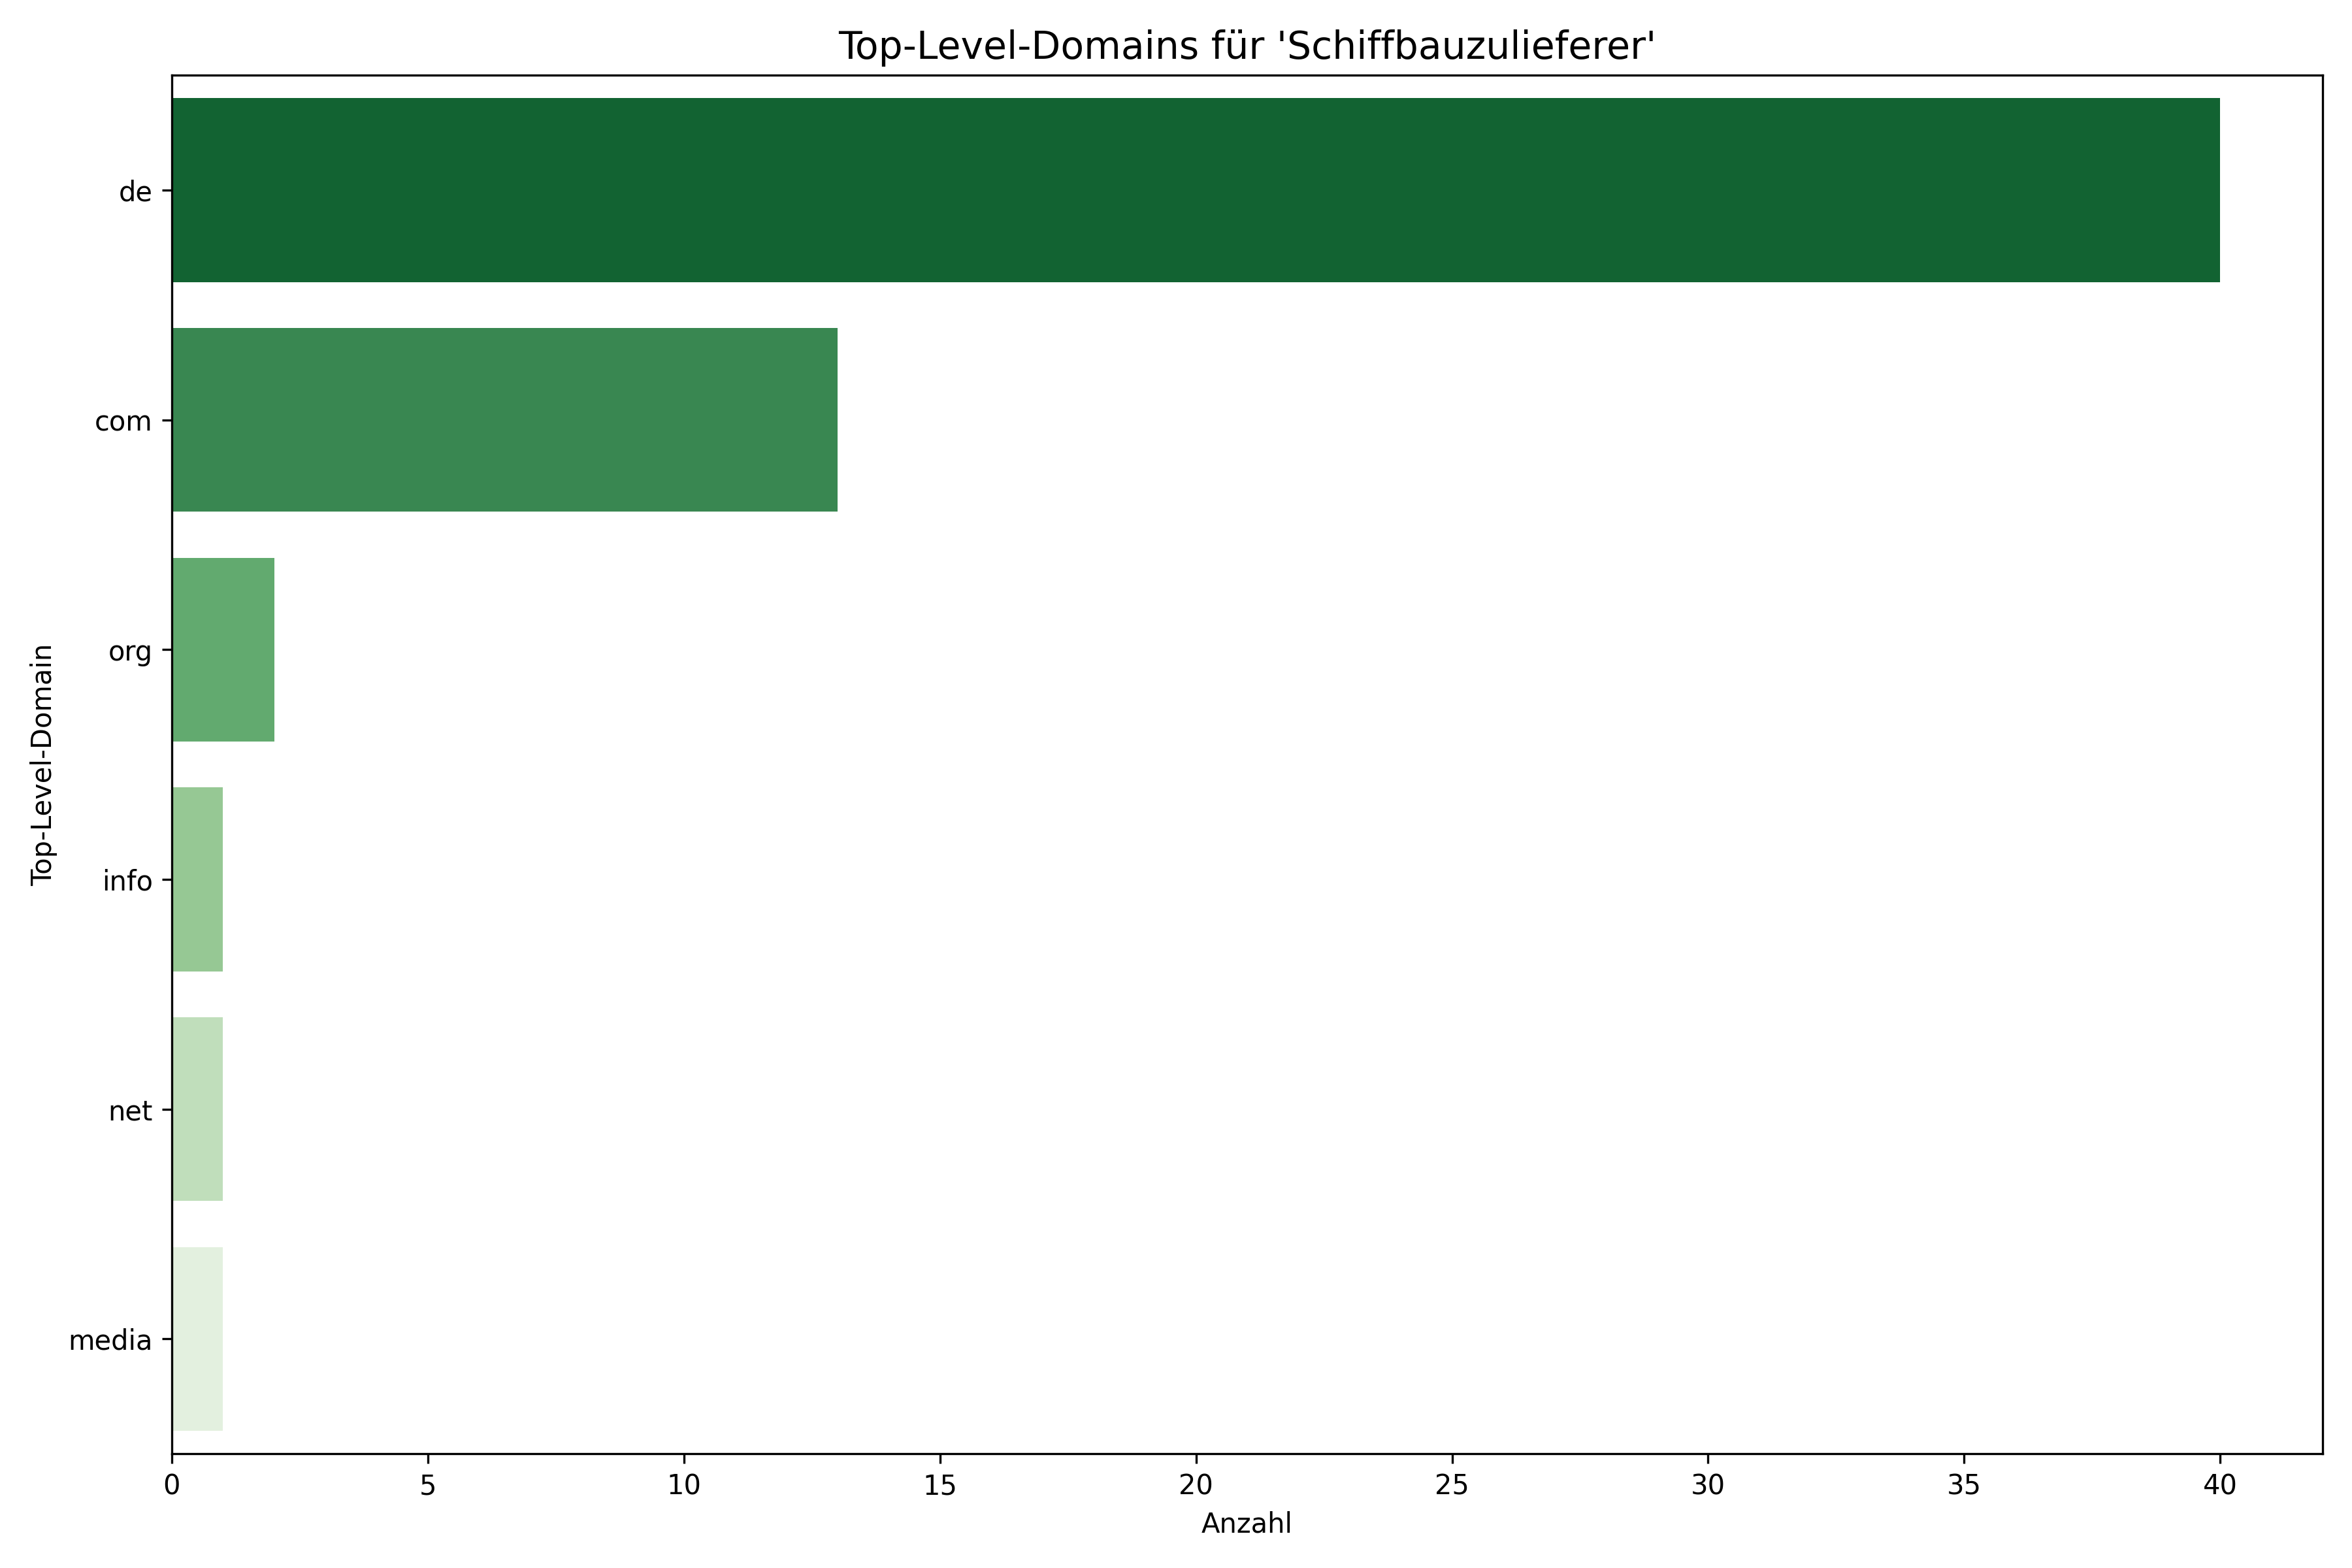 Top-Level-Domains für 'Schiffbauzulieferer'
Top-Level-Domain
de
com
org
info
net
media
0 5 10 15 20 25 30 35 40
Anzahl